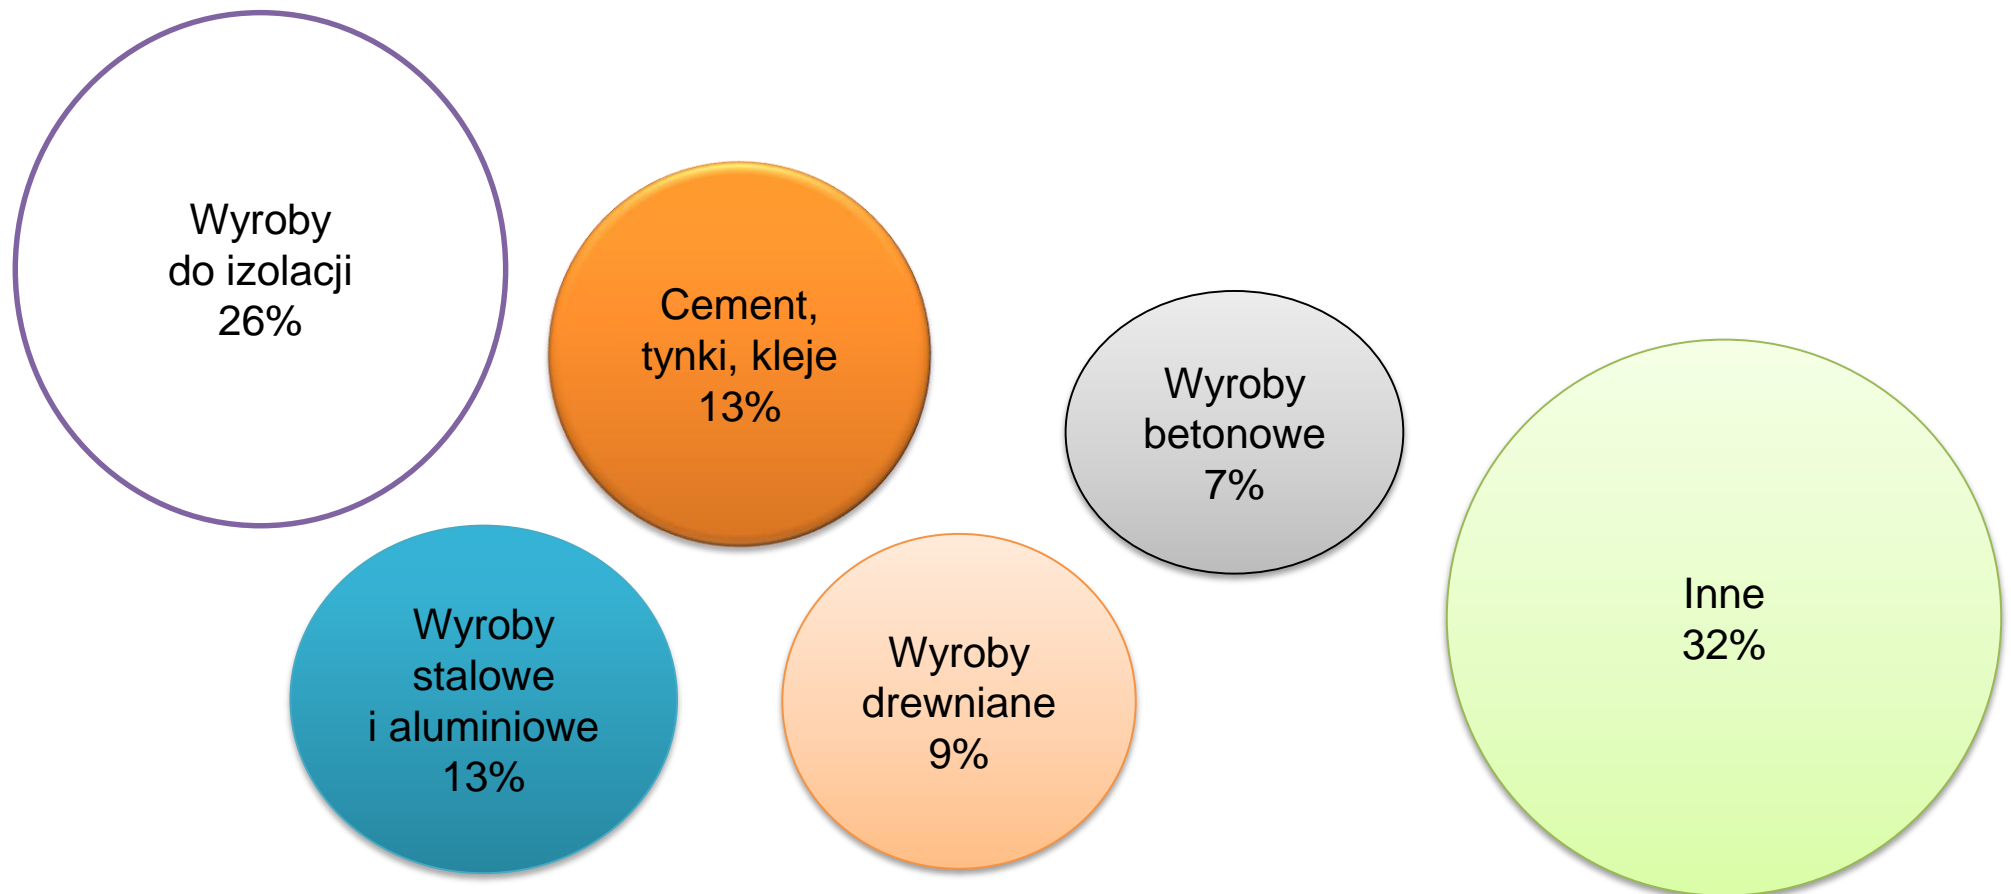 Wyroby
do izolacji
26%
Cement,
tynki, kleje
13%
Wyroby
betonowe
7%
Wyroby
stalowe
i aluminiowe
13%
Wyroby
drewniane
9%
Inne
32%